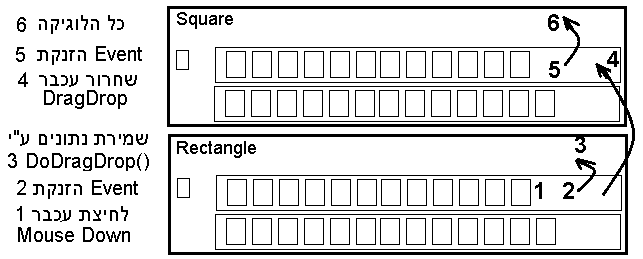 6 כל הלוגיקה
5 הזנקת Event
4 שחרור עכבר
DragDrop
שמירת נתונים ע"י
3 DoDragDrop()
2 הזנקת Event
1 לחיצת עכבר
Mouse Down
Square
6
5
4
Rectangle
3
1
2